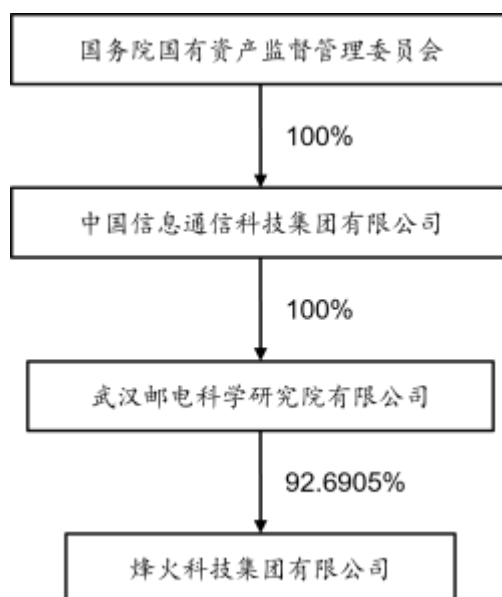 国务院国有资产监督管理委员会
100%
中国信息通信科技集团有限公司
100%
武汉邮电科学研究院有限公司
92.6905%
烽火科技集团有限公司